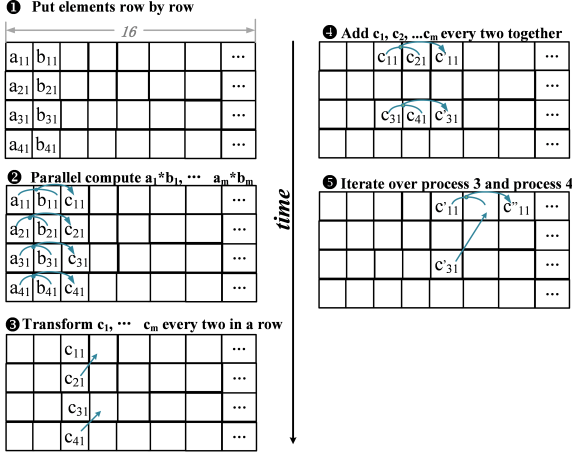 ❶ Put elements row by row
16
a11 b11 ...
a21 b21 ...
a31 b31 ...
a41 b41 ...
❷ Parallel compute a1*b1, ··· am*bm
a11 b11 c11 ...
a21 b21 c21 ...
a31 b31 c31 ...
a41 b41 c41 ...
❸ Transform c1, ··· cm every two in a row
c11 ...
c21 ...
c31 ...
c41 ...
time
❹ Add c1, c2, ...cm every two together
c11 c21 c'11 ...
...
c31 c41 c'31 ...
...
❺ Iterate over process 3 and process 4
c'11 c''11 ...
...
c'31 ...
...